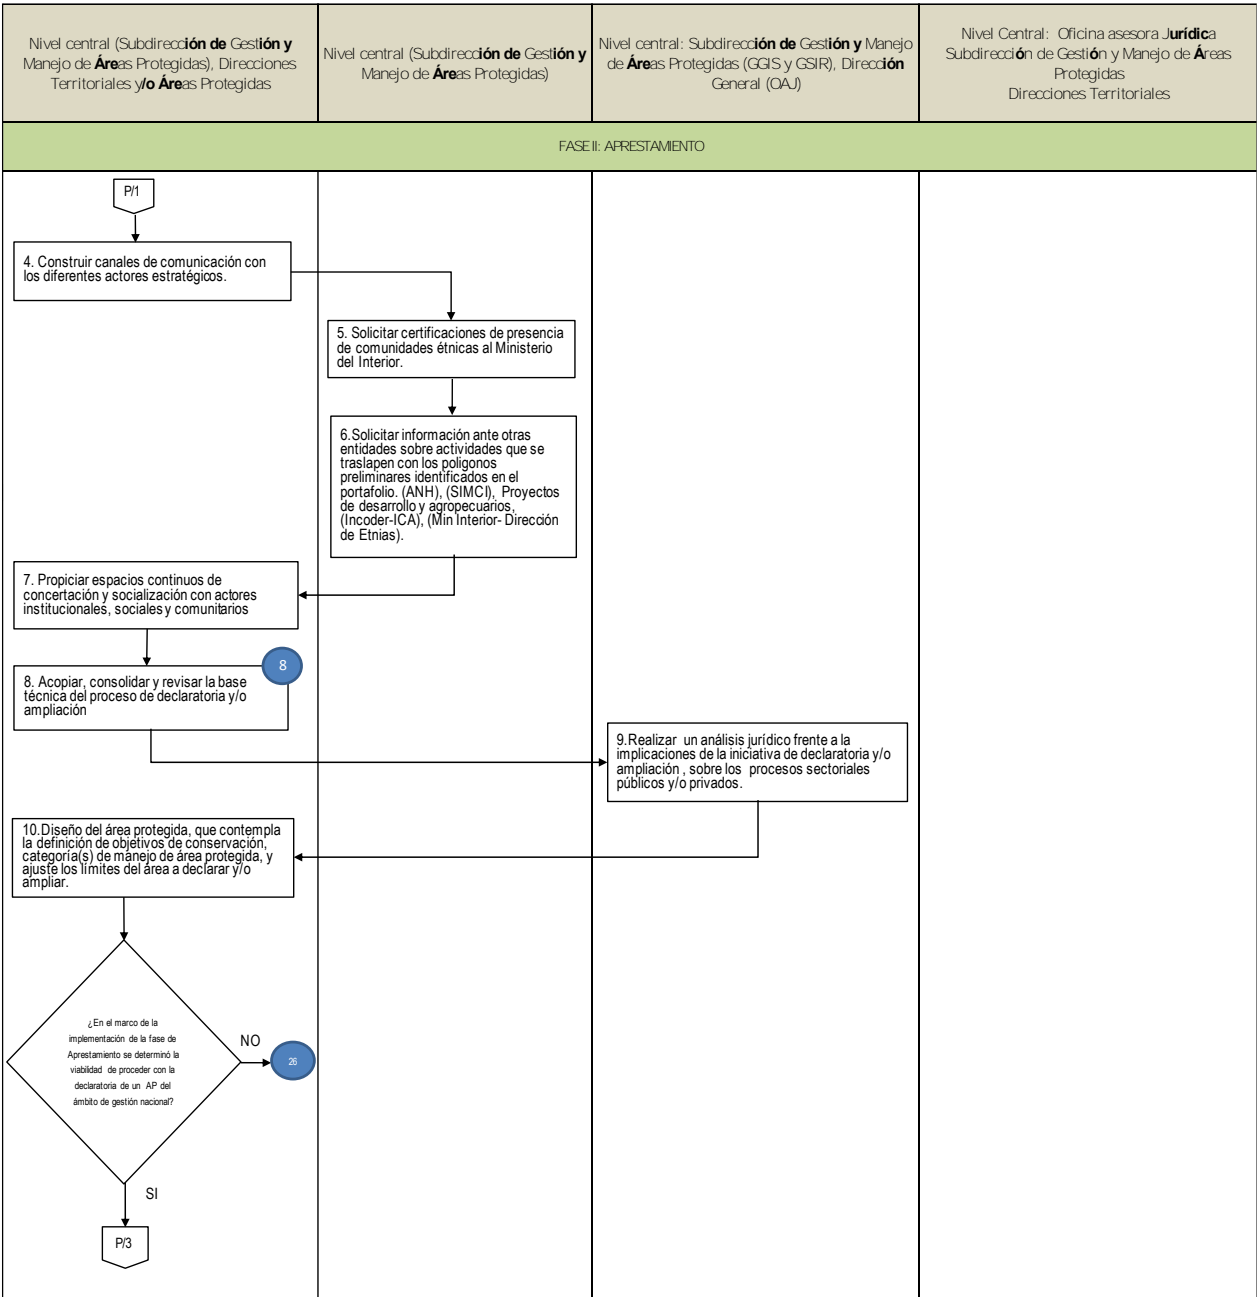 Nivel central (Subdirección de Gestión y
Manejo de Áreas Protegidas), Direcciones
Territoriales y/o Áreas Protegidas
Nivel central (Subdirección de Gestión y
Manejo de Áreas Protegidas)
Nivel central: Subdirección de Gestión y Manejo
de Áreas Protegidas (GGIS y GSIR), Dirección
General (OAJ)
Nivel Central: Oficina asesora Jurídica
Subdirección de Gestión y Manejo de Áreas
Protegidas
Direcciones Territoriales
FASE II: APRESTAMIENTO
P/1
4. Construir canales de comunicación con
los diferentes actores estratégicos.
5. Solicitar certificaciones de presencia
de comunidades étnicas al Ministerio
del Interior.
6.Solicitar información ante otras
entidades sobre actividades que se
traslapen con los poligonos
preliminares identificados en el
portafolio. (ANH), (SIMCI), Proyectos
de desarrollo y agropecuarios,
(Incoder-ICA), (Min Interior- Dirección
de Etnias).
7. Propiciar espacios continuos de
concertación y socialización con actores
institucionales, sociales y comunitarios
8
8. Acopiar, consolidar y revisar la base
técnica del proceso de declaratoria y/o
ampliación
9.Realizar un análisis jurídico frente a la
implicaciones de la iniciativa de declaratoria y/o
ampliación , sobre los procesos sectoriales
públicos y/o privados.
10.Diseño del área protegida, que contempla
la definición de objetivos de conservación,
categoría(s) de manejo de área protegida, y
ajuste los límites del área a declarar y/o
ampliar.
¿En el marco de la
implementación de la fase de
Aprestamiento se determinó la
viabilidad de proceder con la
declaratoria de un AP del
ámbito de gestión nacional?
NO
26
SI
P/3